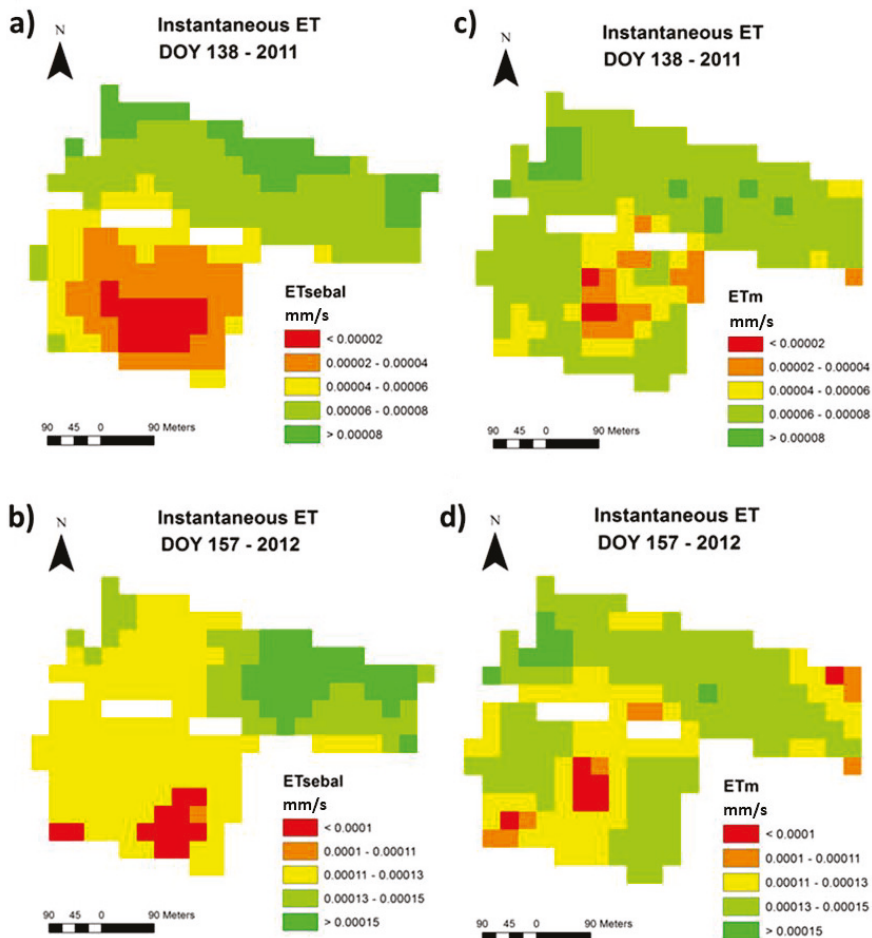 a)
N
Instantaneous ET
DOY 138 - 2011
ETsebal
mm/s
< 0.00002
0.00002 - 0.00004
0.00004 - 0.00006
0.00006 - 0.00008
> 0.00008
90 45 0 90 Meters
c)
N
Instantaneous ET
DOY 138 - 2011
ETm
mm/s
< 0.00002
0.00002 - 0.00004
0.00004 - 0.00006
0.00006 - 0.00008
> 0.00008
90 45 0 90 Meters
b)
N
Instantaneous ET
DOY 157 - 2012
ETsebal
mm/s
< 0.0001
0.0001 - 0.00011
0.00011 - 0.00013
0.00013 - 0.00015
> 0.00015
90 45 0 90 Meters
d)
N
Instantaneous ET
DOY 157 - 2012
ETm
mm/s
< 0.0001
0.0001 - 0.00011
0.00011 - 0.00013
0.00013 - 0.00015
> 0.00015
90 45 0 90 Meters